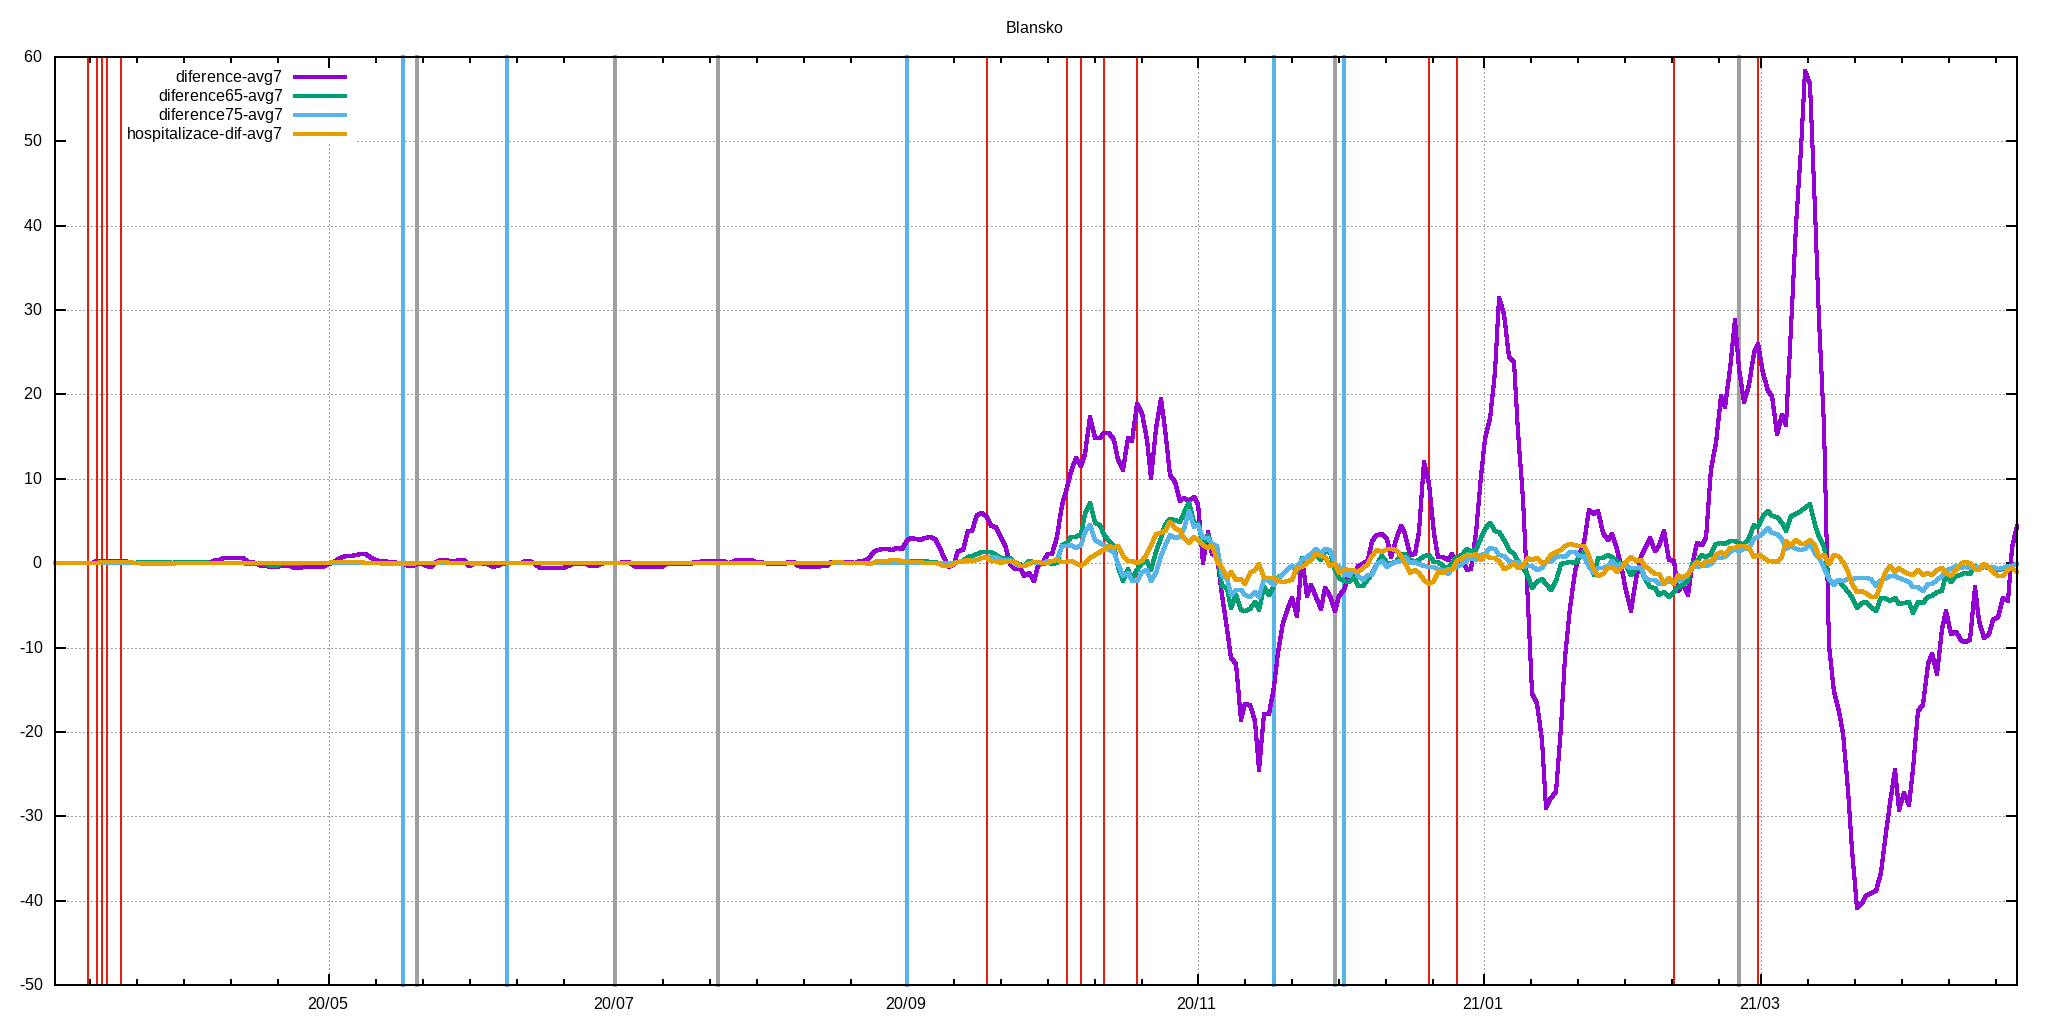 Blansko
60
50
40
30
20
10
0
-10
-20
-30
-40
-50
diference-avg7
diference65-avg7
diference75-avg7
hospitalizace-dif-avg7
20/05 20/07 20/09 20/11 21/01 21/03